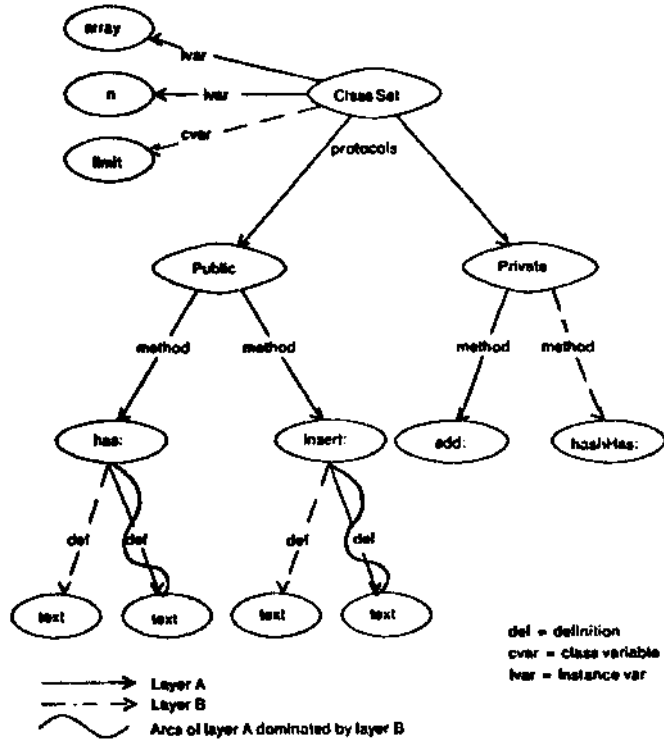 array
ivar
n
ivar
Class Set
cvar
limit
protocols
Public
Private
method
method
method
method
has:
insert:
add:
hashHas:
def
def
def
def
text
text
text
text
def = definition
cvar = class variable
ivar = instance var
Layer A
Layer B
Arcs of layer A dominated by layer B